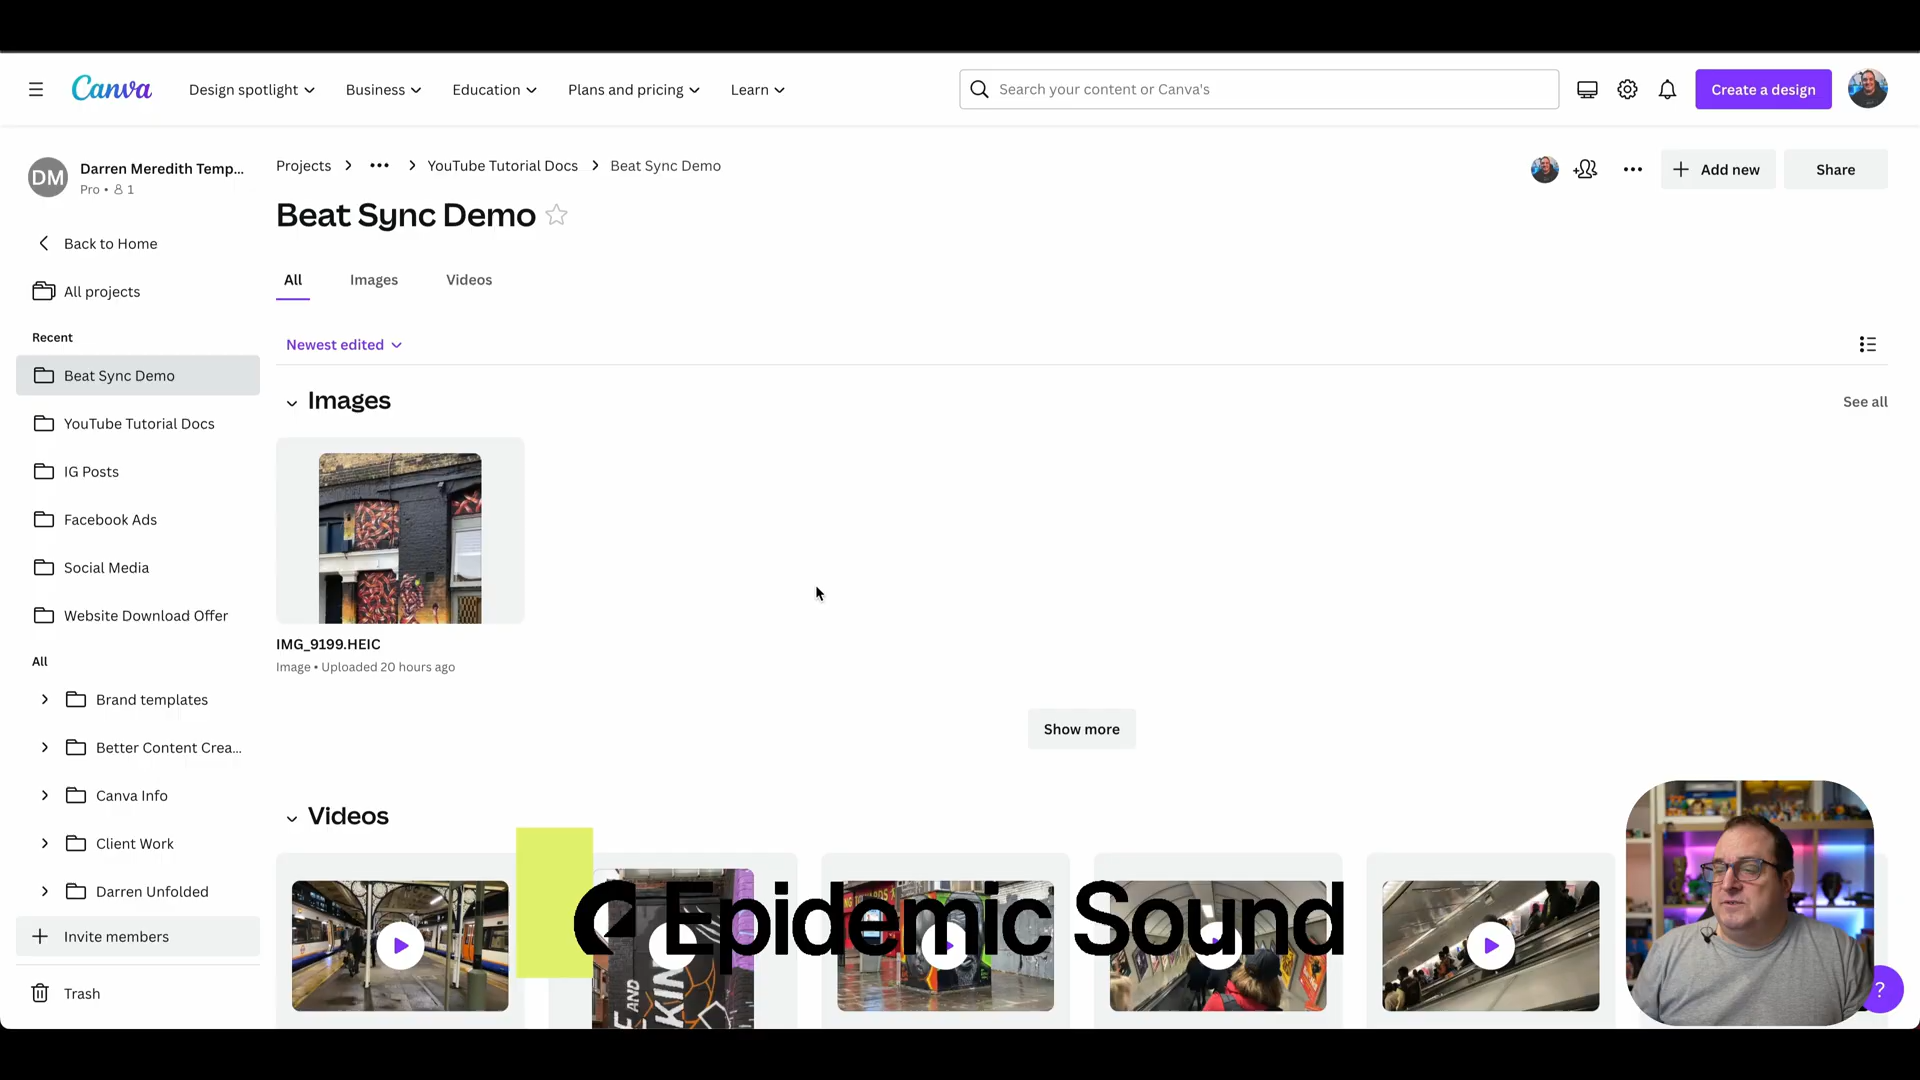 Canva
Design spotlight
Business
Education
Plans and pricing
Learn
Search your content or Canva's
Create a design
DM
Darren Meredith Temp...
Pro • 1
Projects
YouTube Tutorial Docs
Beat Sync Demo
Add new
Share
Beat Sync Demo
Back to Home
All
Images
Videos
All projects
Recent
Newest edited
Beat Sync Demo
Images
See all
YouTube Tutorial Docs
IG Posts
Facebook Ads
Social Media
Website Download Offer
IMG_9199.HEIC
Image • Uploaded 20 hours ago
All
Brand templates
Show more
Better Content Crea...
Canva Info
Videos
Client Work
Darren Unfolded
Epidemic Sound
Invite members
AND
Trash
?